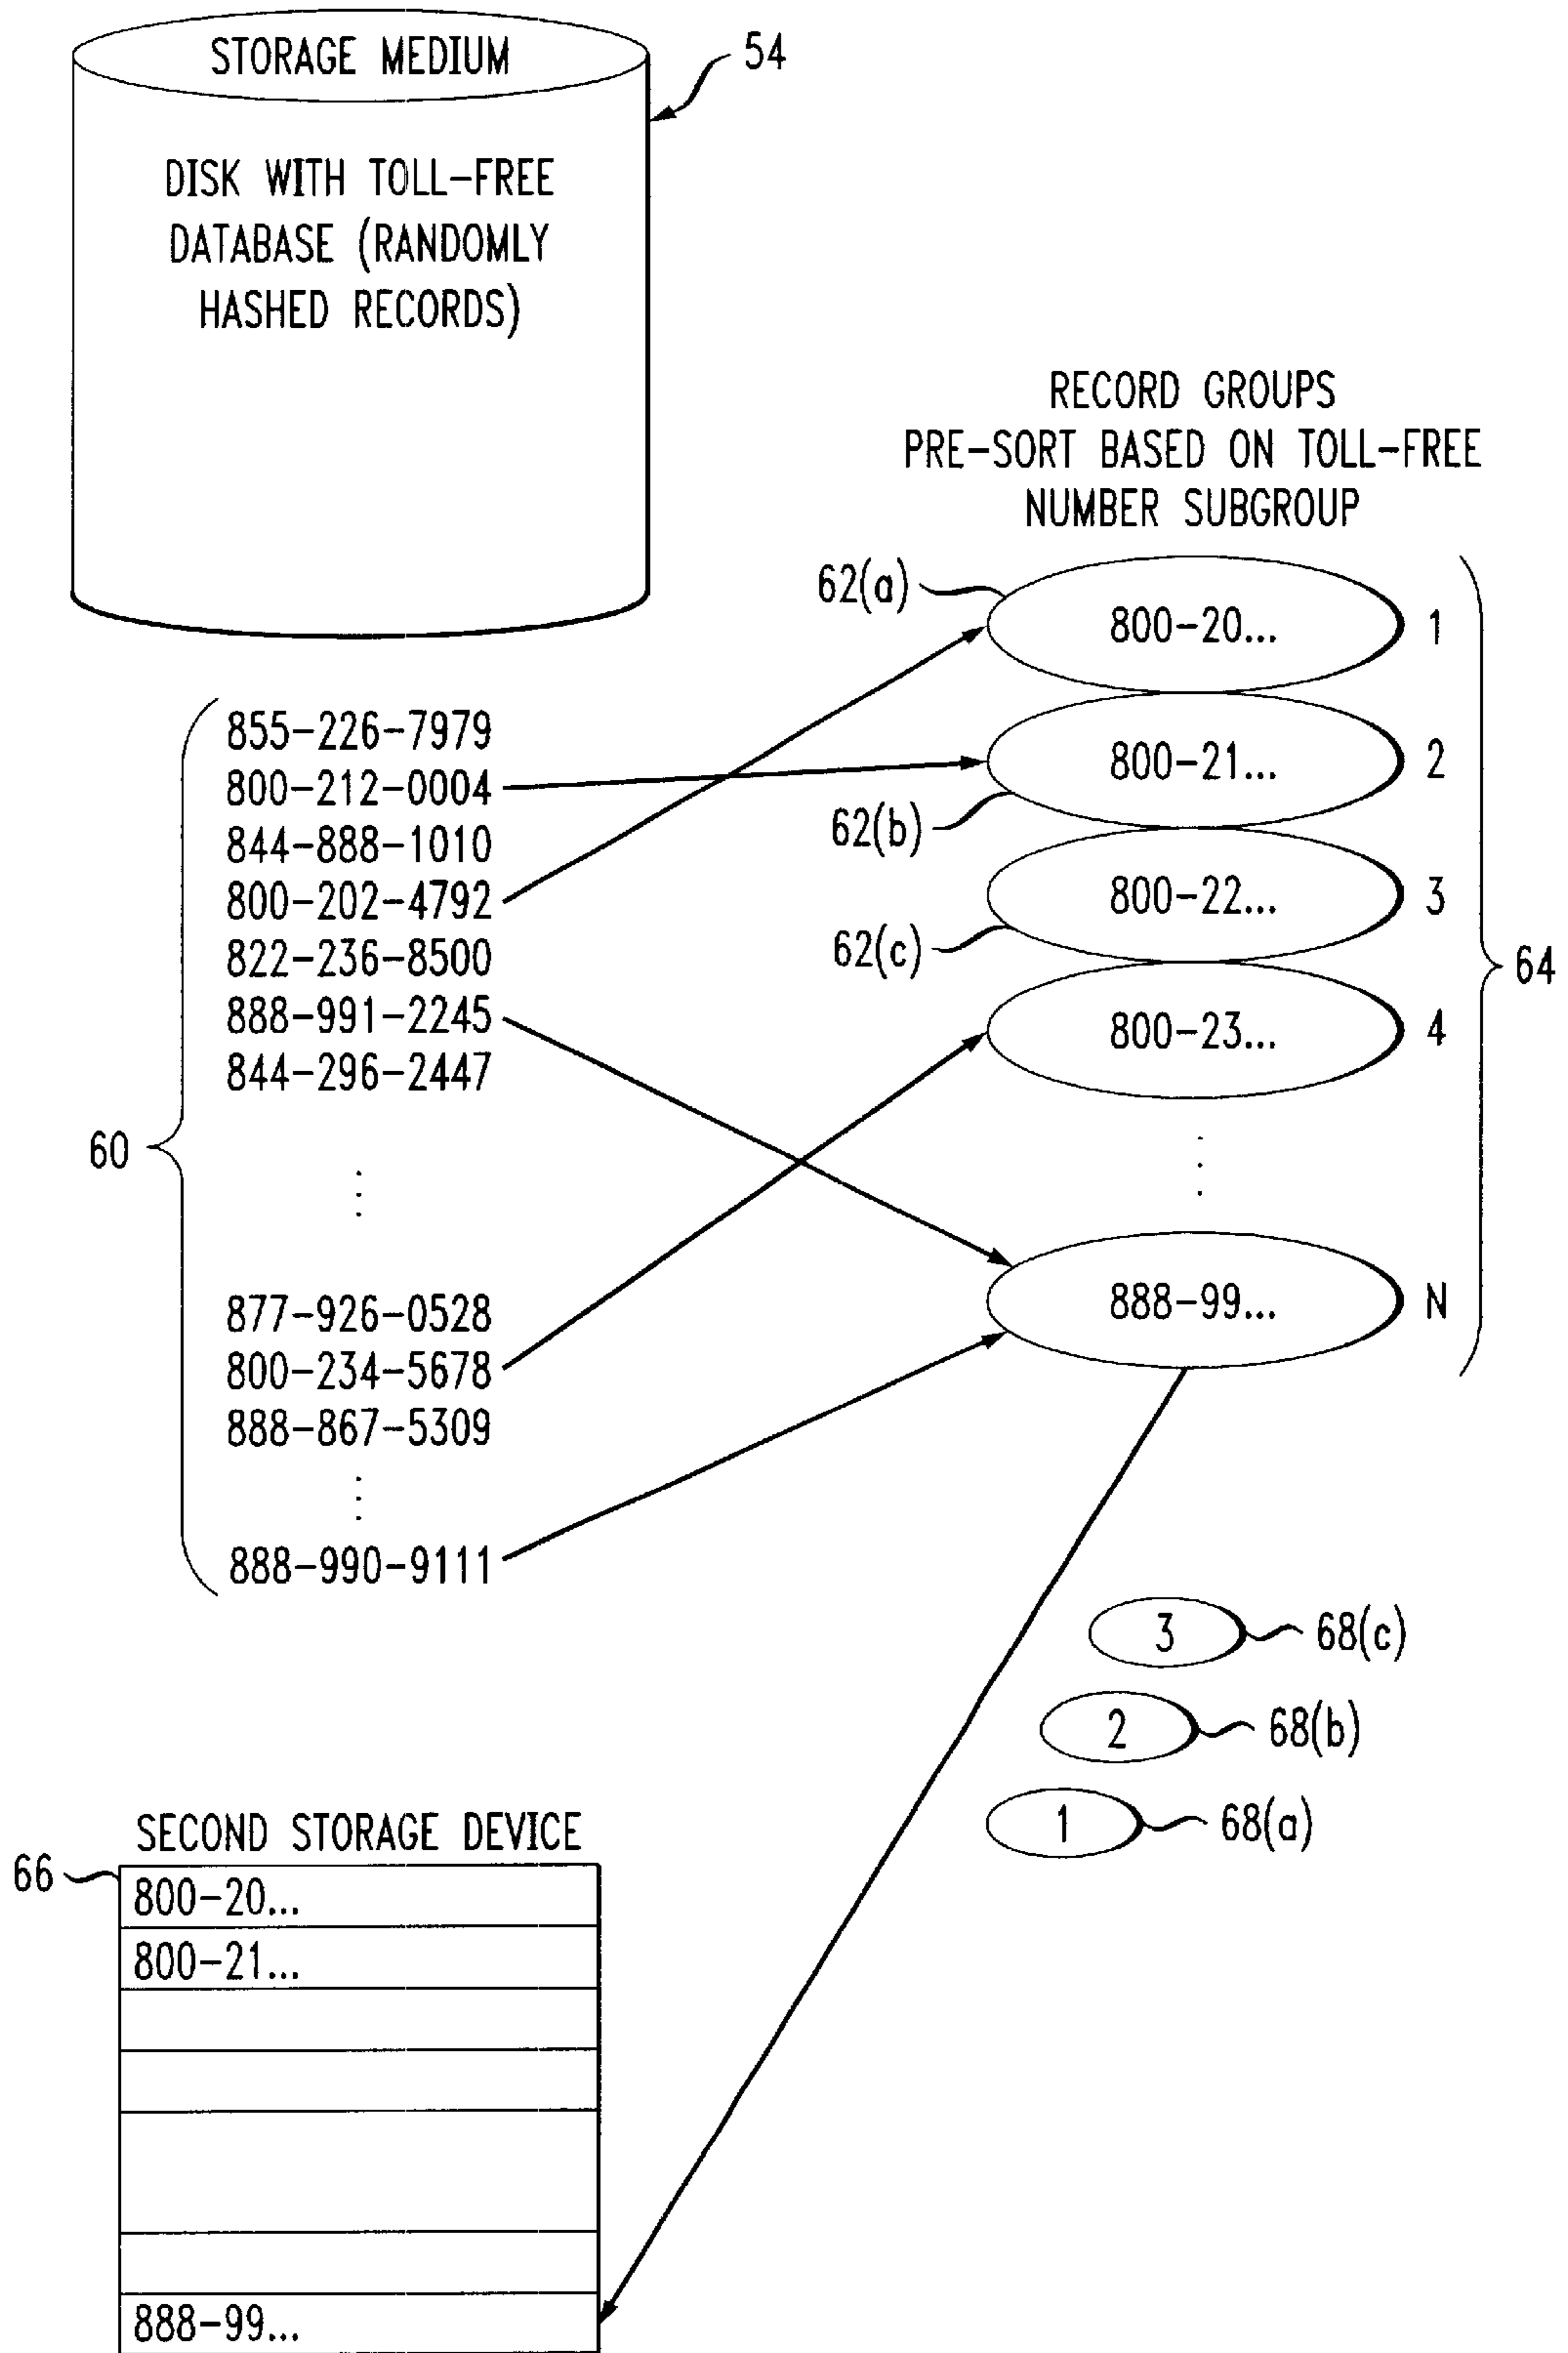 STORAGE MEDIUM
54
DISK WITH TOLL-FREE
DATABASE (RANDOMLY
HASHED RECORDS)
RECORD GROUPS
PRE-SORT BASED ON TOLL-FREE
NUMBER SUBGROUP
62(a)
800-20...
1
62(b)
800-21...
2
62(c)
800-22...
3
800-23...
4
64
888-99...
N
60
855-226-7979
800-212-0004
844-888-1010
800-202-4792
822-236-8500
888-991-2245
844-296-2447
877-926-0528
800-234-5678
888-867-5309
888-990-9111
3
68(c)
2
68(b)
1
68(a)
SECOND STORAGE DEVICE
66
800-20...
800-21...
888-99...